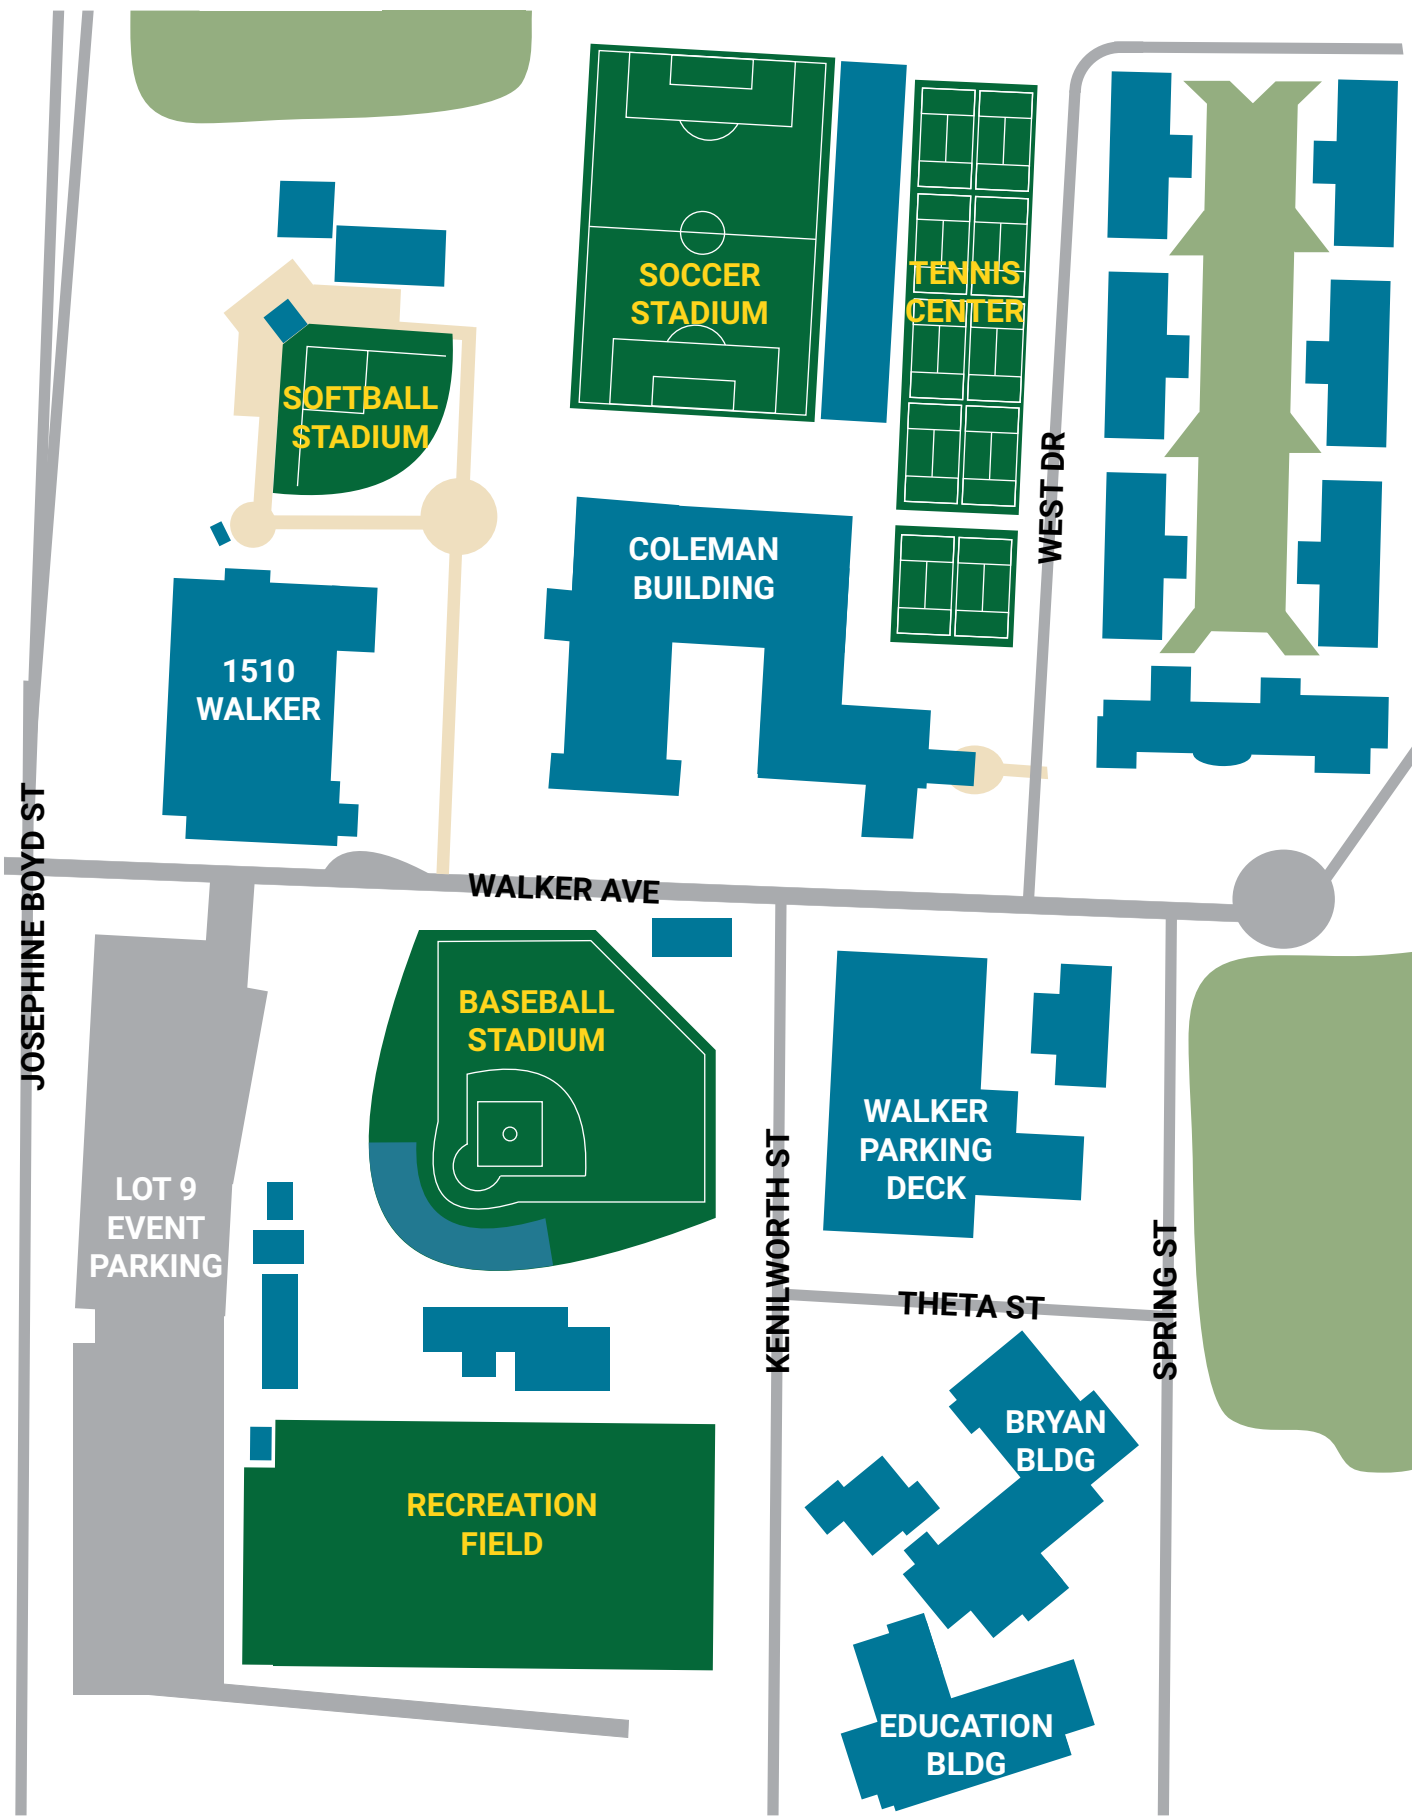 SOCCER
STADIUM
TENNIS
CENTER
SOFTBALL
STADIUM
WEST DR
COLEMAN
BUILDING
1510
WALKER
JOSEPHINE BOYD ST
WALKER AVE
BASEBALL
STADIUM
WALKER
PARKING
DECK
LOT 9
EVENT
PARKING
KENILWORTH ST
SPRING ST
THETA ST
BRYAN
BLDG
RECREATION
FIELD
EDUCATION
BLDG